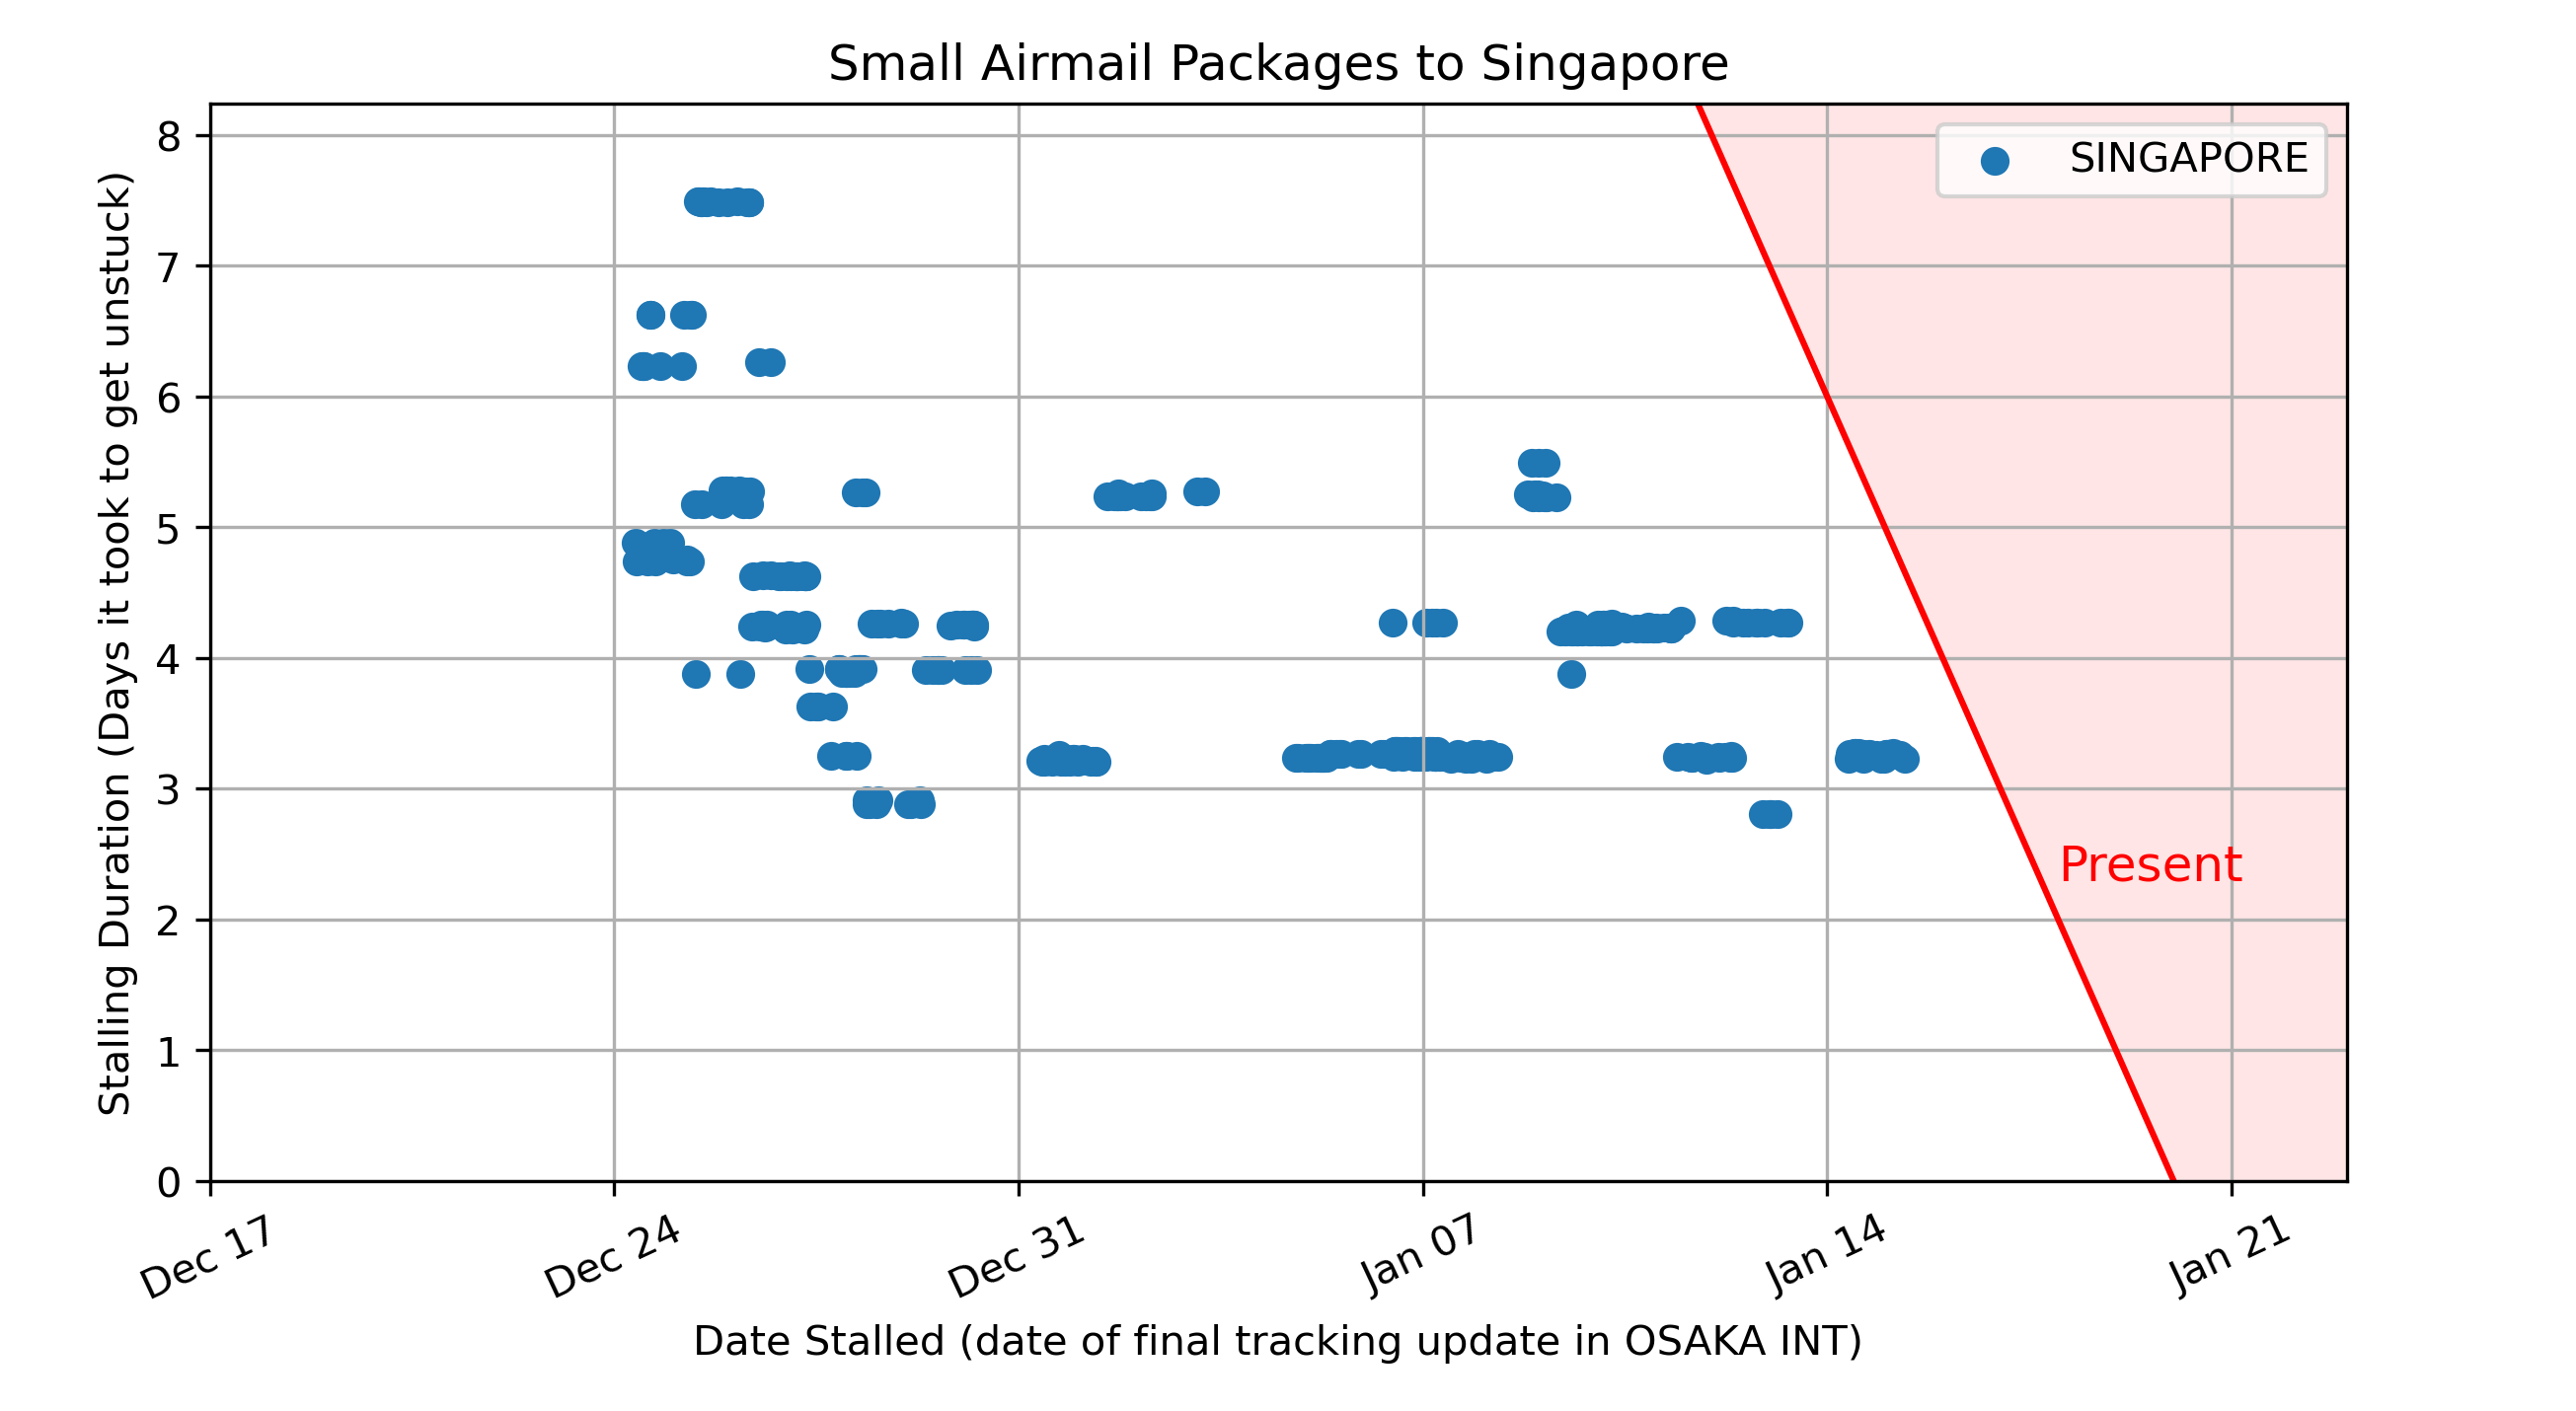 Small Airmail Packages to Singapore
Stalling Duration (Days it took to get unstuck)
8
7
6
5
4
3
2
1
0
SINGAPORE
Present
Dec 17
Dec 24
Dec 31
Jan 07
Jan 14
Jan 21
Date Stalled (date of final tracking update in OSAKA INT)